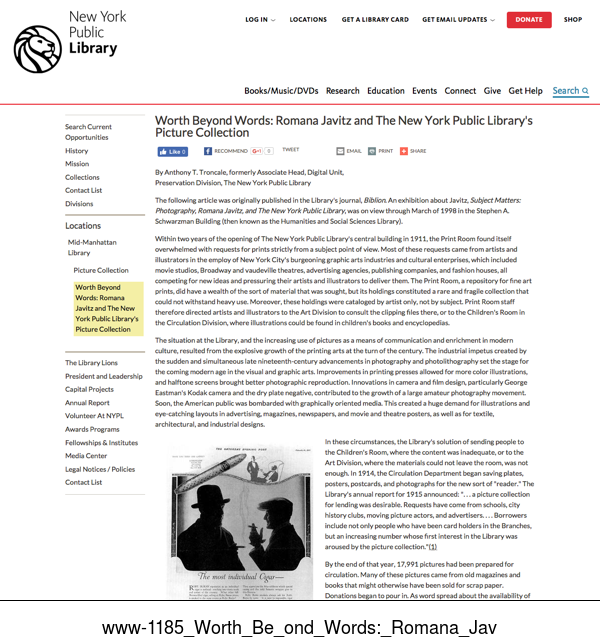 New York
Public
Library
LOG IN
LOCATIONS
GET A LIBRARY CARD
GET EMAIL UPDATES
DONATE
SHOP
Books/Music/DVDs Research Education Events Connect Give Get Help Search
Search Current
Opportunities
History
Mission
Collections
Contact List
Divisions
Locations
Mid-Manhattan
Library
Picture Collection
Worth Beyond
Words: Romana
Javitz and The New
York Public Library's
Picture Collection
The Library Lions
President and Leadership
Capital Projects
Annual Report
Volunteer At NYPL
Awards Programs
Fellowships & Institutes
Media Center
Legal Notices / Policies
Contact List
Worth Beyond Words: Romana Javitz and The New York Public Library's
Picture Collection
Like 0
RECOMMEND
G+1 0
TWEET
EMAIL
PRINT
SHARE
By Anthony T. Troncale, formerly Associate Head, Digital Unit,
Preservation Division, The New York Public Library
The following article was originally published in the Library's journal, Biblion. An exhibition about Javitz, Subject Matters:
Photography, Romana Javitz, and The New York Public Library, was on view through March of 1998 in the Stephen A.
Schwarzman Building (then known as the Humanities and Social Sciences Library).
Within two years of the opening of The New York Public Library's central building in 1911, the Print Room found itself
overwhelmed with requests for prints strictly from a subject point of view. Most of these requests came from artists and
illustrators in the employ of New York City's burgeoning graphic arts industries and cultural enterprises, which included
movie studios, Broadway and vaudeville theatres, advertising agencies, publishing companies, and fashion houses, all
competing for new ideas and pressuring their artists and illustrators to deliver them. The Print Room, a repository for fine art
prints, did have a wealth of the sort of material that was sought, but its holdings constituted a rare and fragile collection that
could not withstand heavy use. Moreover, these holdings were cataloged by artist only, not by subject. Print Room staff
therefore directed artists and illustrators to the Art Division to consult the clipping files there, or to the Children's Room in
the Circulation Division, where illustrations could be found in children's books and encyclopedias.
The situation at the Library, and the increasing use of pictures as a means of communication and enrichment in modern
culture, resulted from the explosive growth of the printing arts at the turn of the century. The industrial impetus created by
the sudden and simultaneous late nineteenth-century advancements in photography and photolithography set the stage for
the coming modern age in the visual and graphic arts. Improvements in printing presses allowed for more color illustrations,
and halftone screens brought better photographic reproduction. Innovations in camera and film design, particularly George
Eastman's Kodak camera and the dry plate negative, contributed to the growth of a large amateur photography movement.
Soon, the American public was bombarded with graphically oriented media. This created a huge demand for illustrations and
eye-catching layouts in advertising, magazines, newspapers, and movie and theatre posters, as well as for textile,
architectural, and industrial designs.
The most individual Cigar—
In these circumstances, the Library's solution of sending people to
the Children's Room, where the content was inadequate, or to the
Art Division, where the materials could not leave the room, was not
enough. In 1914, the Circulation Department began saving plates,
posters, postcards, and photographs for the new sort of "reader." The
Library's annual report for 1915 announced: ". . . a picture collection
for lending was desirable. Requests have come from schools, city
history clubs, moving picture actors, and advertisers. . . . Borrowers
include not only people who have been card holders in the Branches,
but an increasing number whose first interest in the Library was
aroused by the picture collection."(1)
By the end of that year, 17,991 pictures had been prepared for
circulation. Many of these pictures came from old magazines and
books that might otherwise have been sold for scrap paper.
Donations began to pour in. As word spread about the availability of
www-1185_Worth_Be_ond_Words:_Romana_Jav